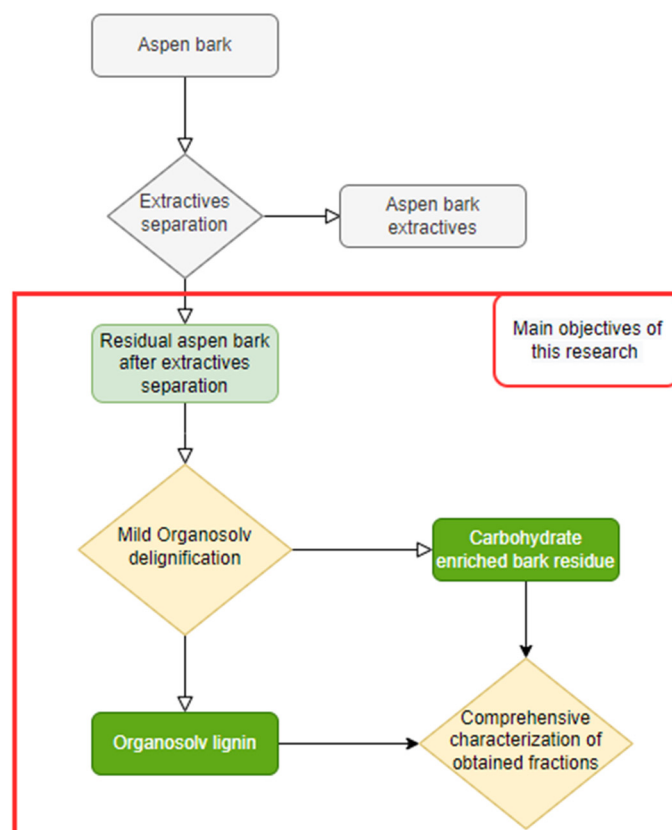 Aspen bark
Extractives
separation
Aspen bark
extractives
Main objectives of
this research
Residual aspen bark
after extractives
separation
Mild Organosolv
delignification
Carbohydrate
enriched bark residue
Organosolv lignin
Comprehensive
characterization of
obtained fractions